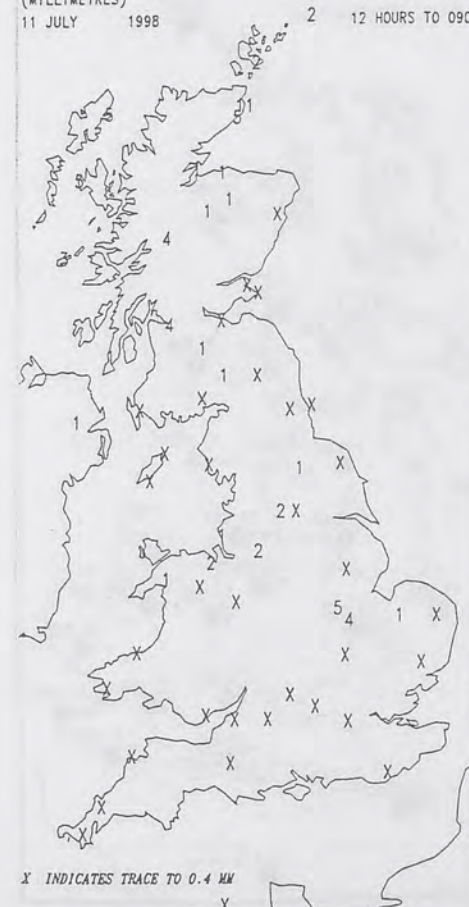 (MILLIMETRES)
11 JULY 1998 12 HOURS TO 090
2
1
1 1 X
4
X X
4 X
1
1 X
X X X X
1
X X 1 X
X
2 X
2 2
1 X X X
5 4 1 X
X X X
X X
X X X X X X
X X X
X
X
X INDICATES TRACE TO 0.4 MM
X